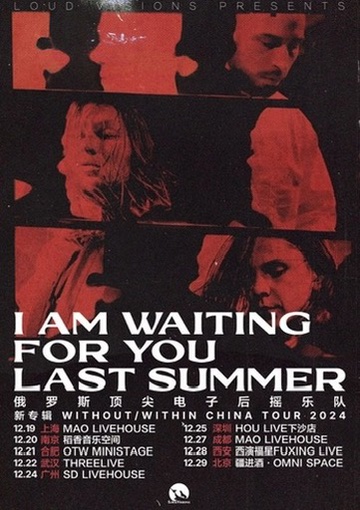 LOUD VISIONS PRESENTS
I AM WAITING
FOR YOU
LAST SUMMER
俄罗斯顶尖电子后摇乐队
新专辑 WITHOUT/WITHIN CHINA TOUR 2024
12.19 上海 MAO LIVEHOUSE
12.20 南京 稻香音乐空间
12.21 合肥 OTW MINISTAGE
12.22 武汉 THREELIVE
12.24 广州 SD LIVEHOUSE
12.25 深圳 HOU LIVE下沙店
12.27 成都 MAO LIVEHOUSE
12.28 西安 西演福星FUXING LIVE
12.29 北京 疆进酒·OMNI SPACE